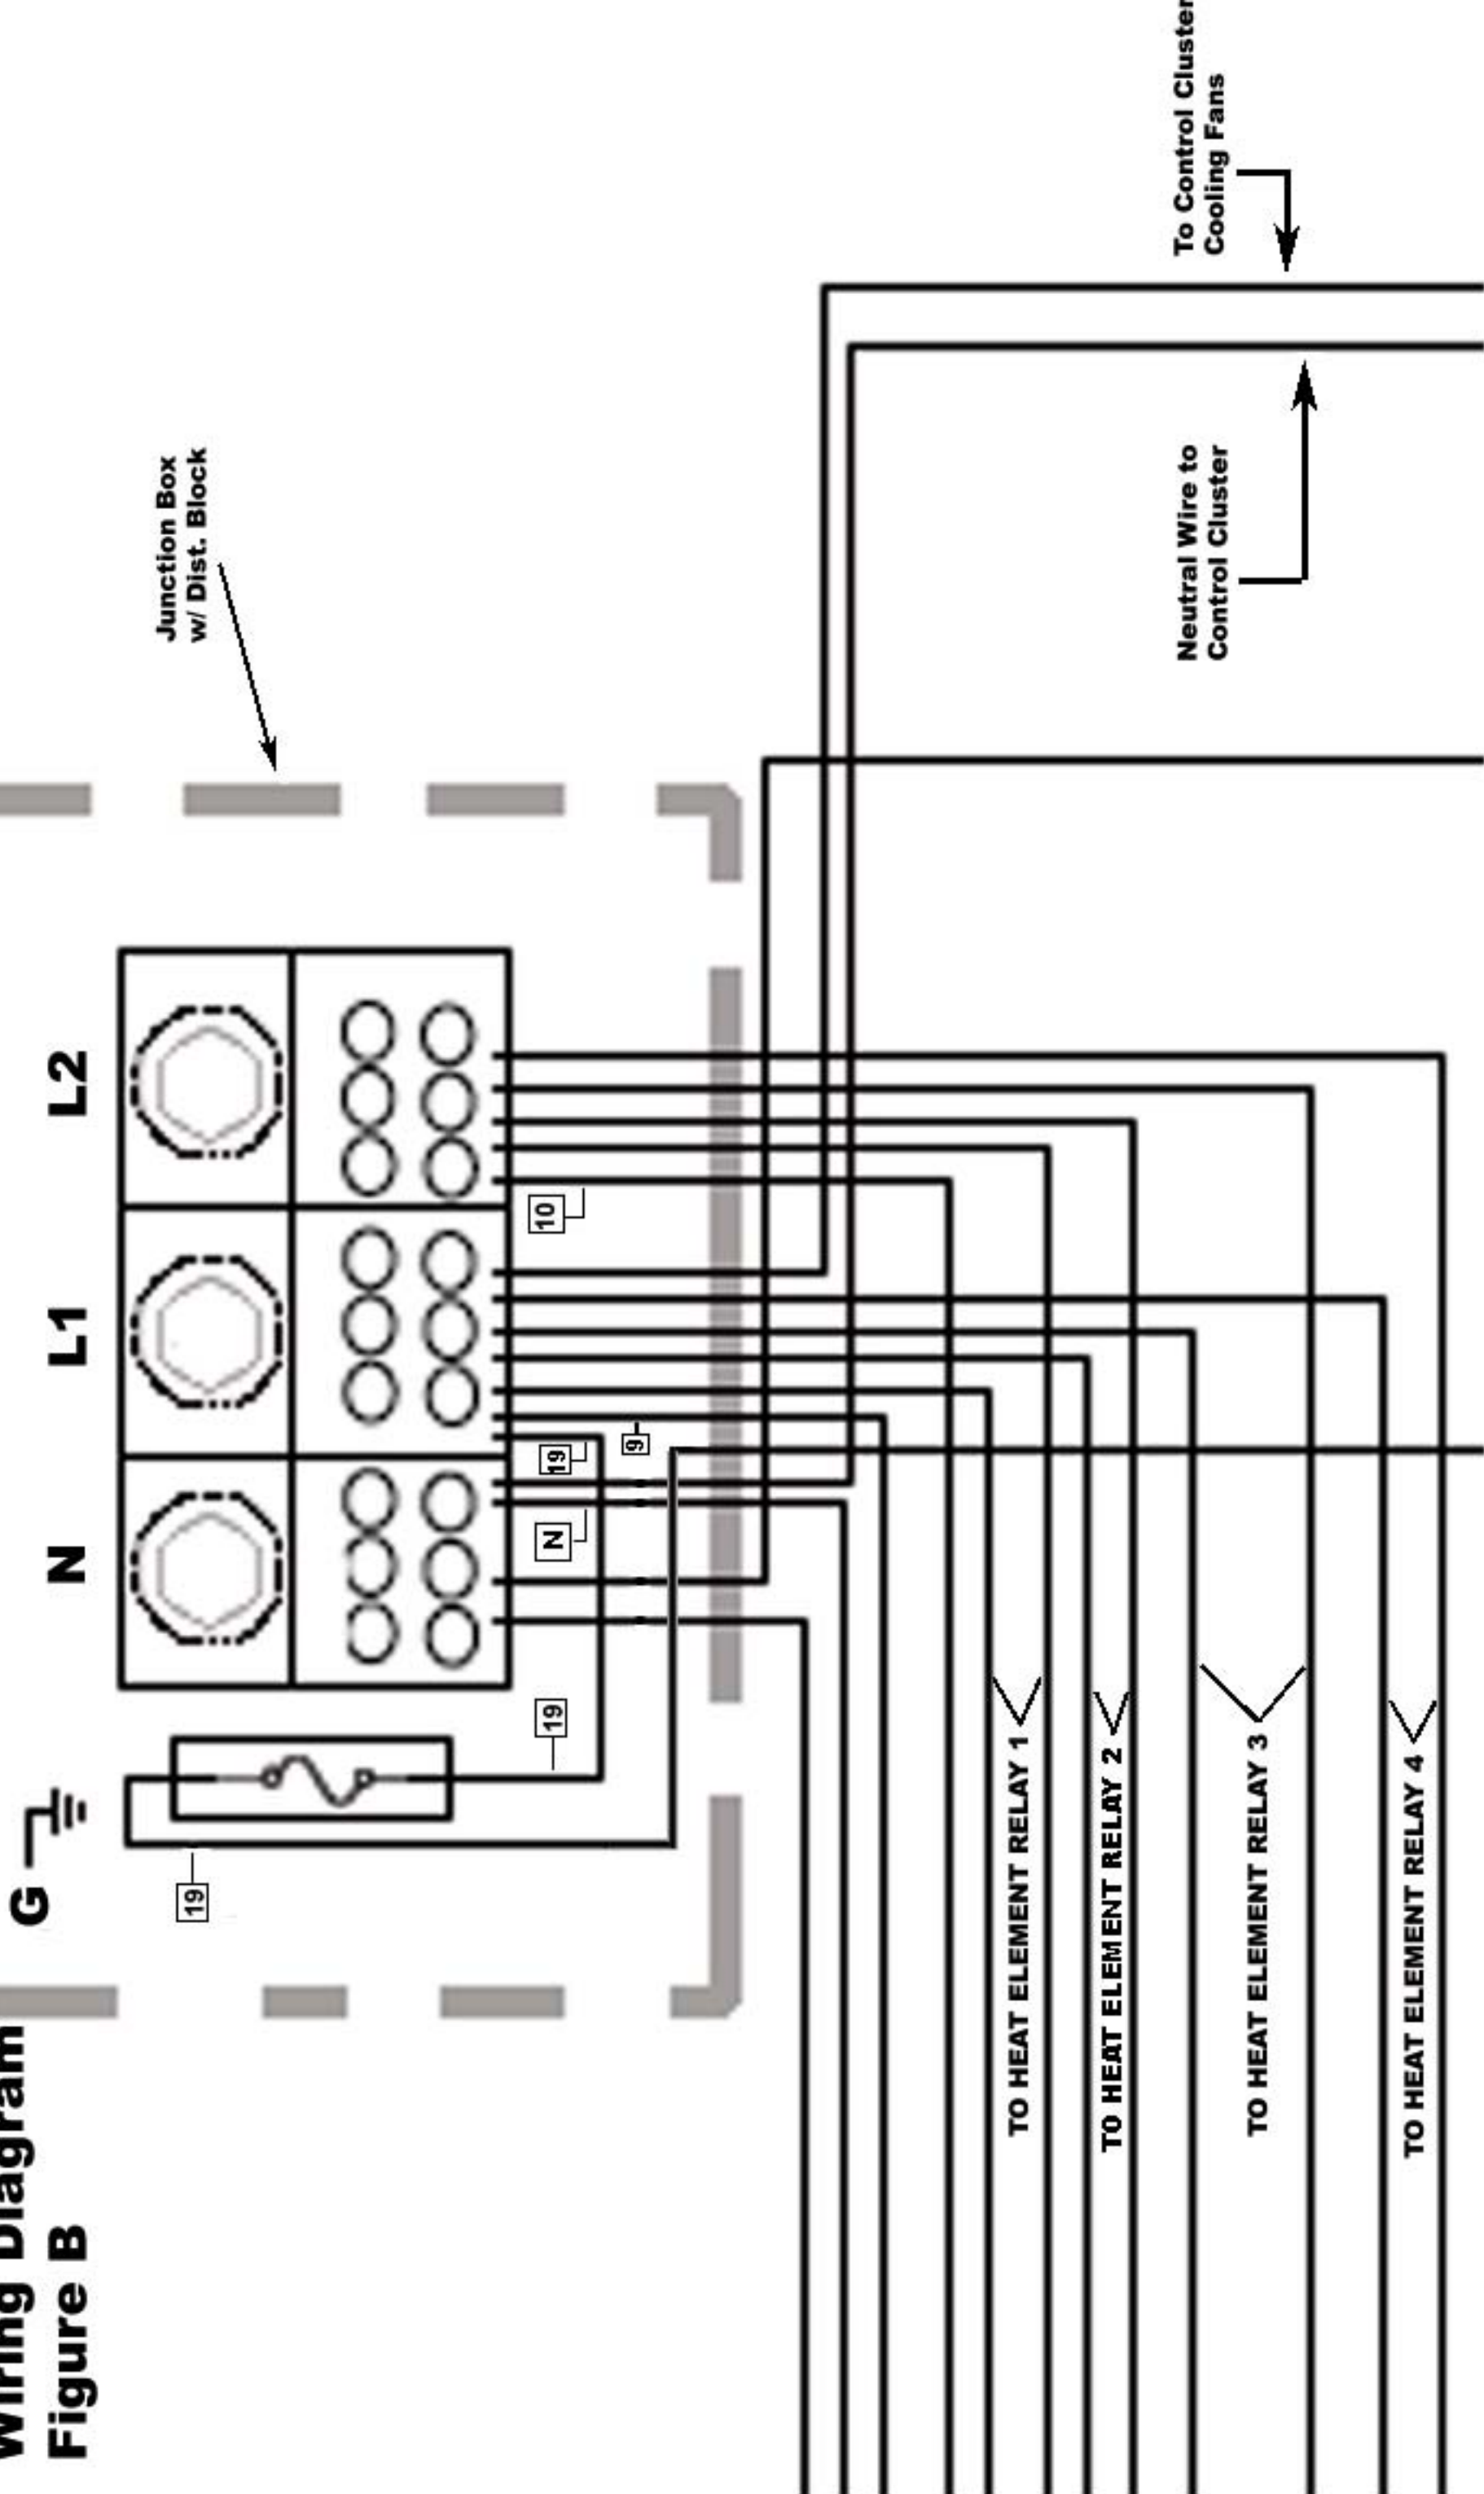 Wiring Diagram
Figure B
G
N
L1
L2
Junction Box
w/ Dist. Block
19
19
N
19
9
10
To Control Cluster
Cooling Fans
Neutral Wire to
Control Cluster
TO HEAT ELEMENT RELAY 1
TO HEAT ELEMENT RELAY 2
TO HEAT ELEMENT RELAY 3
TO HEAT ELEMENT RELAY 4